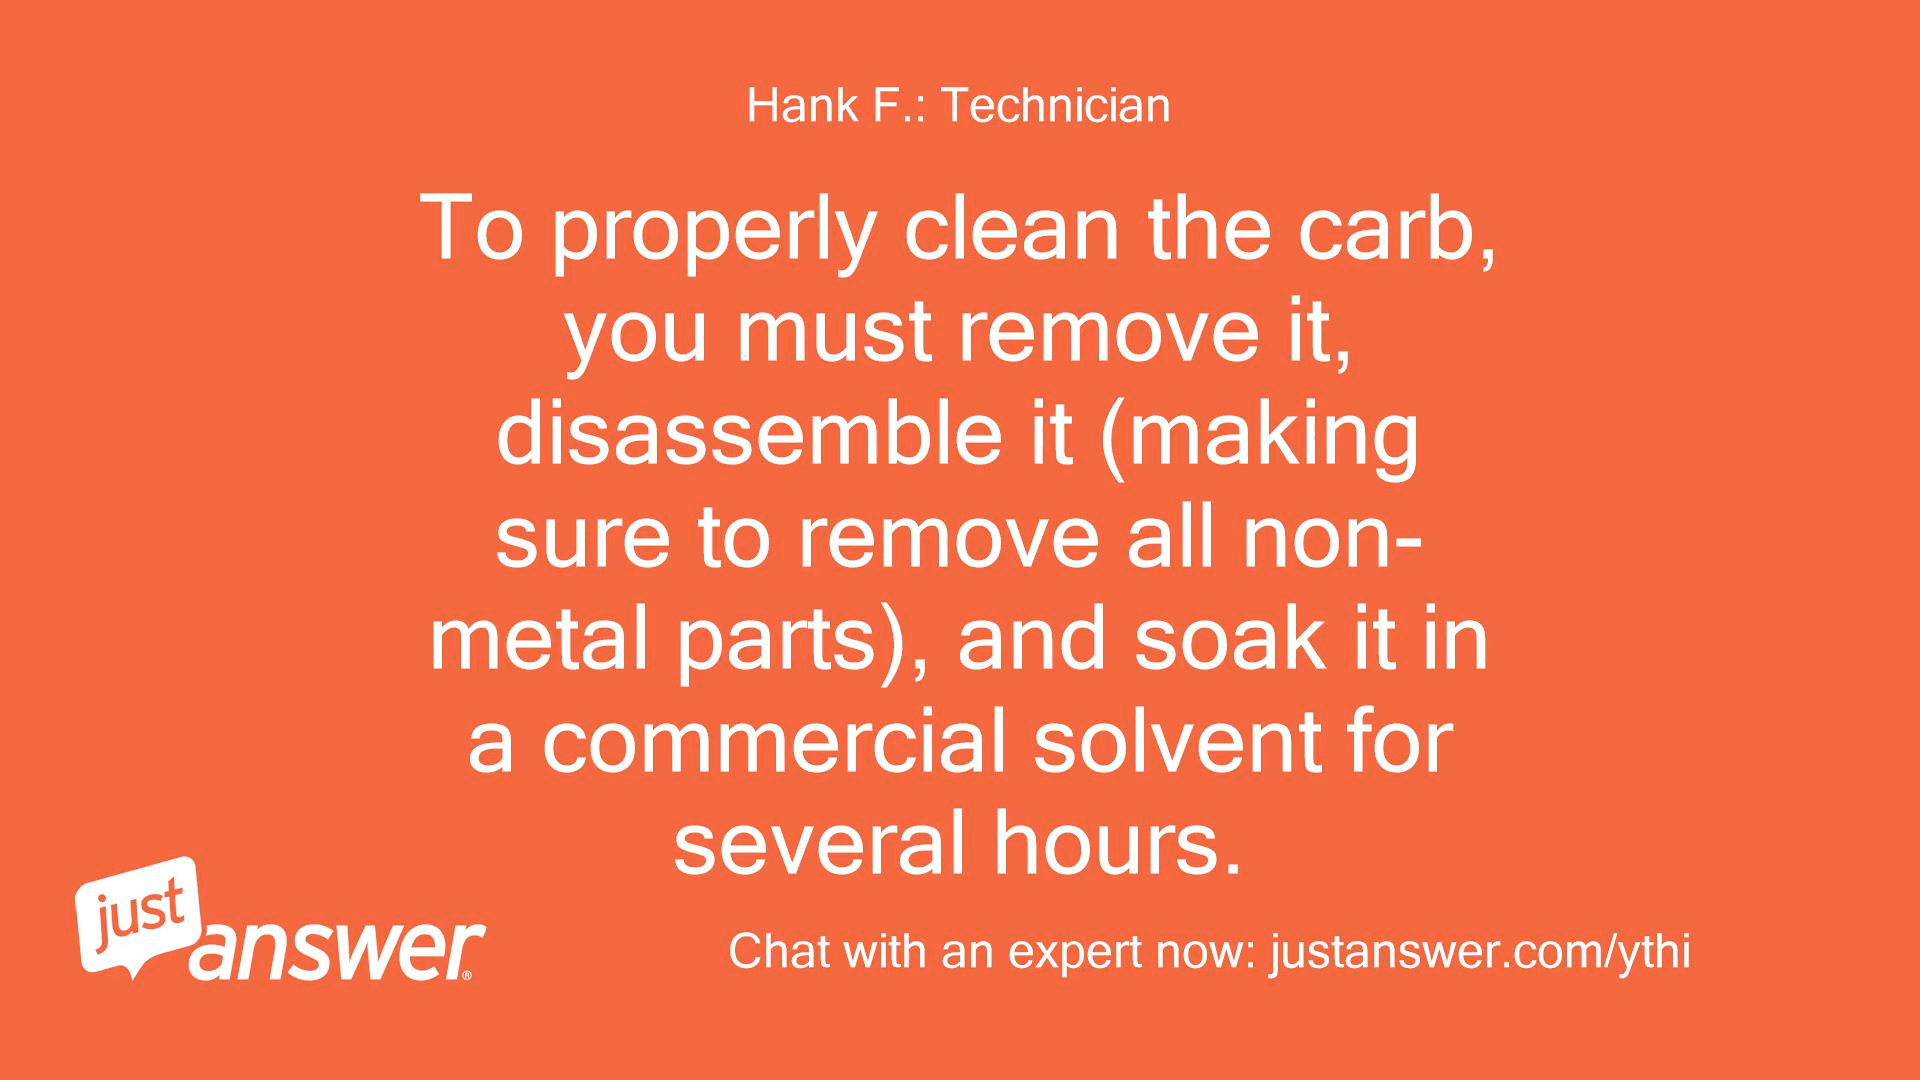 Hank F.: Technician
To properly clean the carb,
you must remove it,
disassemble it (making
sure to remove all non-
metal parts), and soak it in
a commercial solvent for
several hours.
just
answer®
Chat with an expert now: justanswer.com/ythi